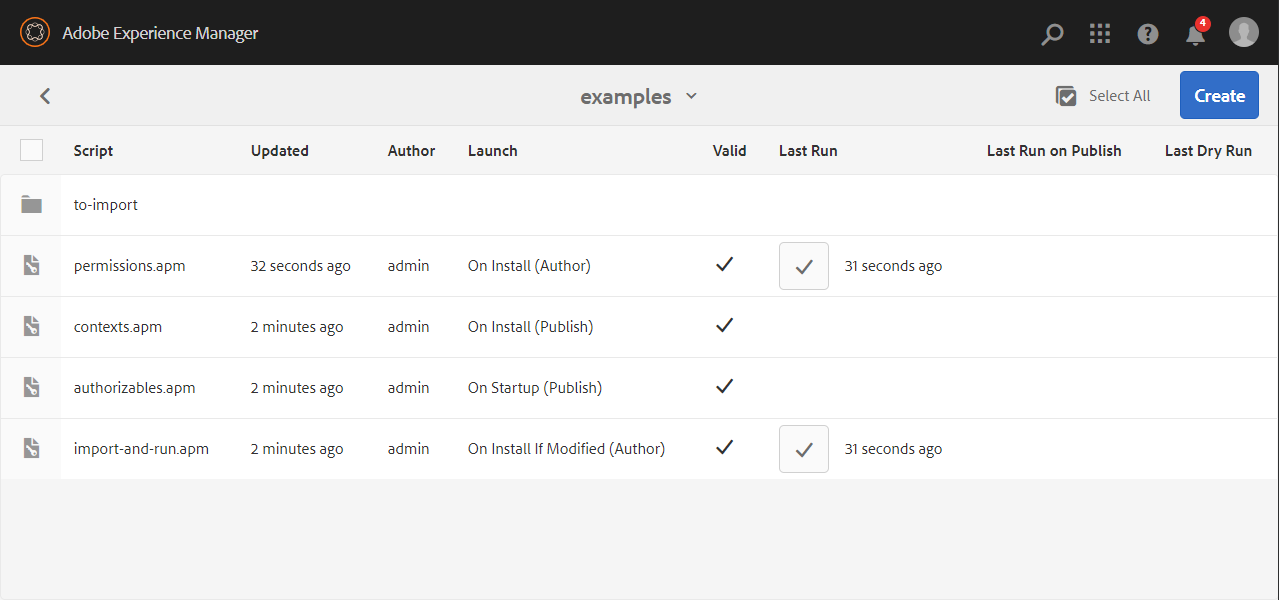 Adobe Experience Manager
4
examples
Select All
Create
Script Updated Author Launch Valid Last Run Last Run on Publish Last Dry Run
to-import
permissions.apm 32 seconds ago admin On Install (Author) 31 seconds ago
contexts.apm 2 minutes ago admin On Install (Publish)
authorizables.apm 2 minutes ago admin On Startup (Publish)
import-and-run.apm 2 minutes ago admin On Install If Modified (Author) 31 seconds ago